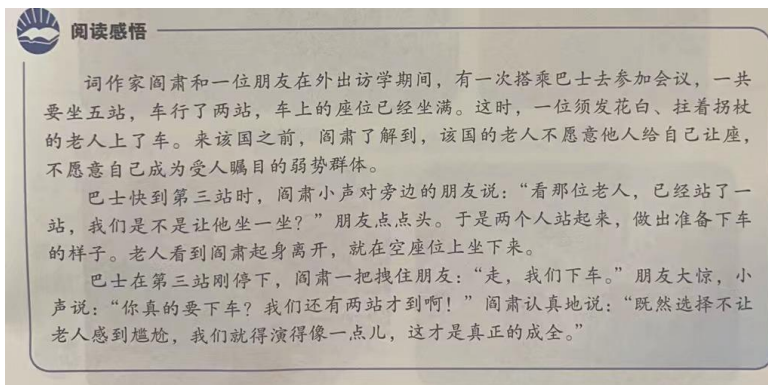 阅读感悟
词作家阎肃和一位朋友在外出访学期间，有一次搭乘巴士去参加会议，一共
要坐五站，车行了两站，车上的座位已经坐满。这时，一位须发花白、拄着拐杖
的老人上了车。来该国之前，阎肃了解到，该国的老人不愿意他人给自己让座，
不愿意自己成为受人瞩目的弱势群体。
巴士快到第三站时，阎肃小声对旁边的朋友说：“看那位老人，已经站了一
站，我们是不是让他坐一坐？”朋友点点头。于是两个人站起来，做出准备下车
的样子。老人看到阎肃起身离开，就在空座位上坐下来。
巴士在第三站刚停下，阎肃一把拽住朋友：“走，我们下车。”朋友大惊，小
声说：“你真的要下车？我们还有两站才到啊！”阎肃认真地说：“既然选择不让
老人感到尴尬，我们就得演得像一点儿，这才是真正的成全。”